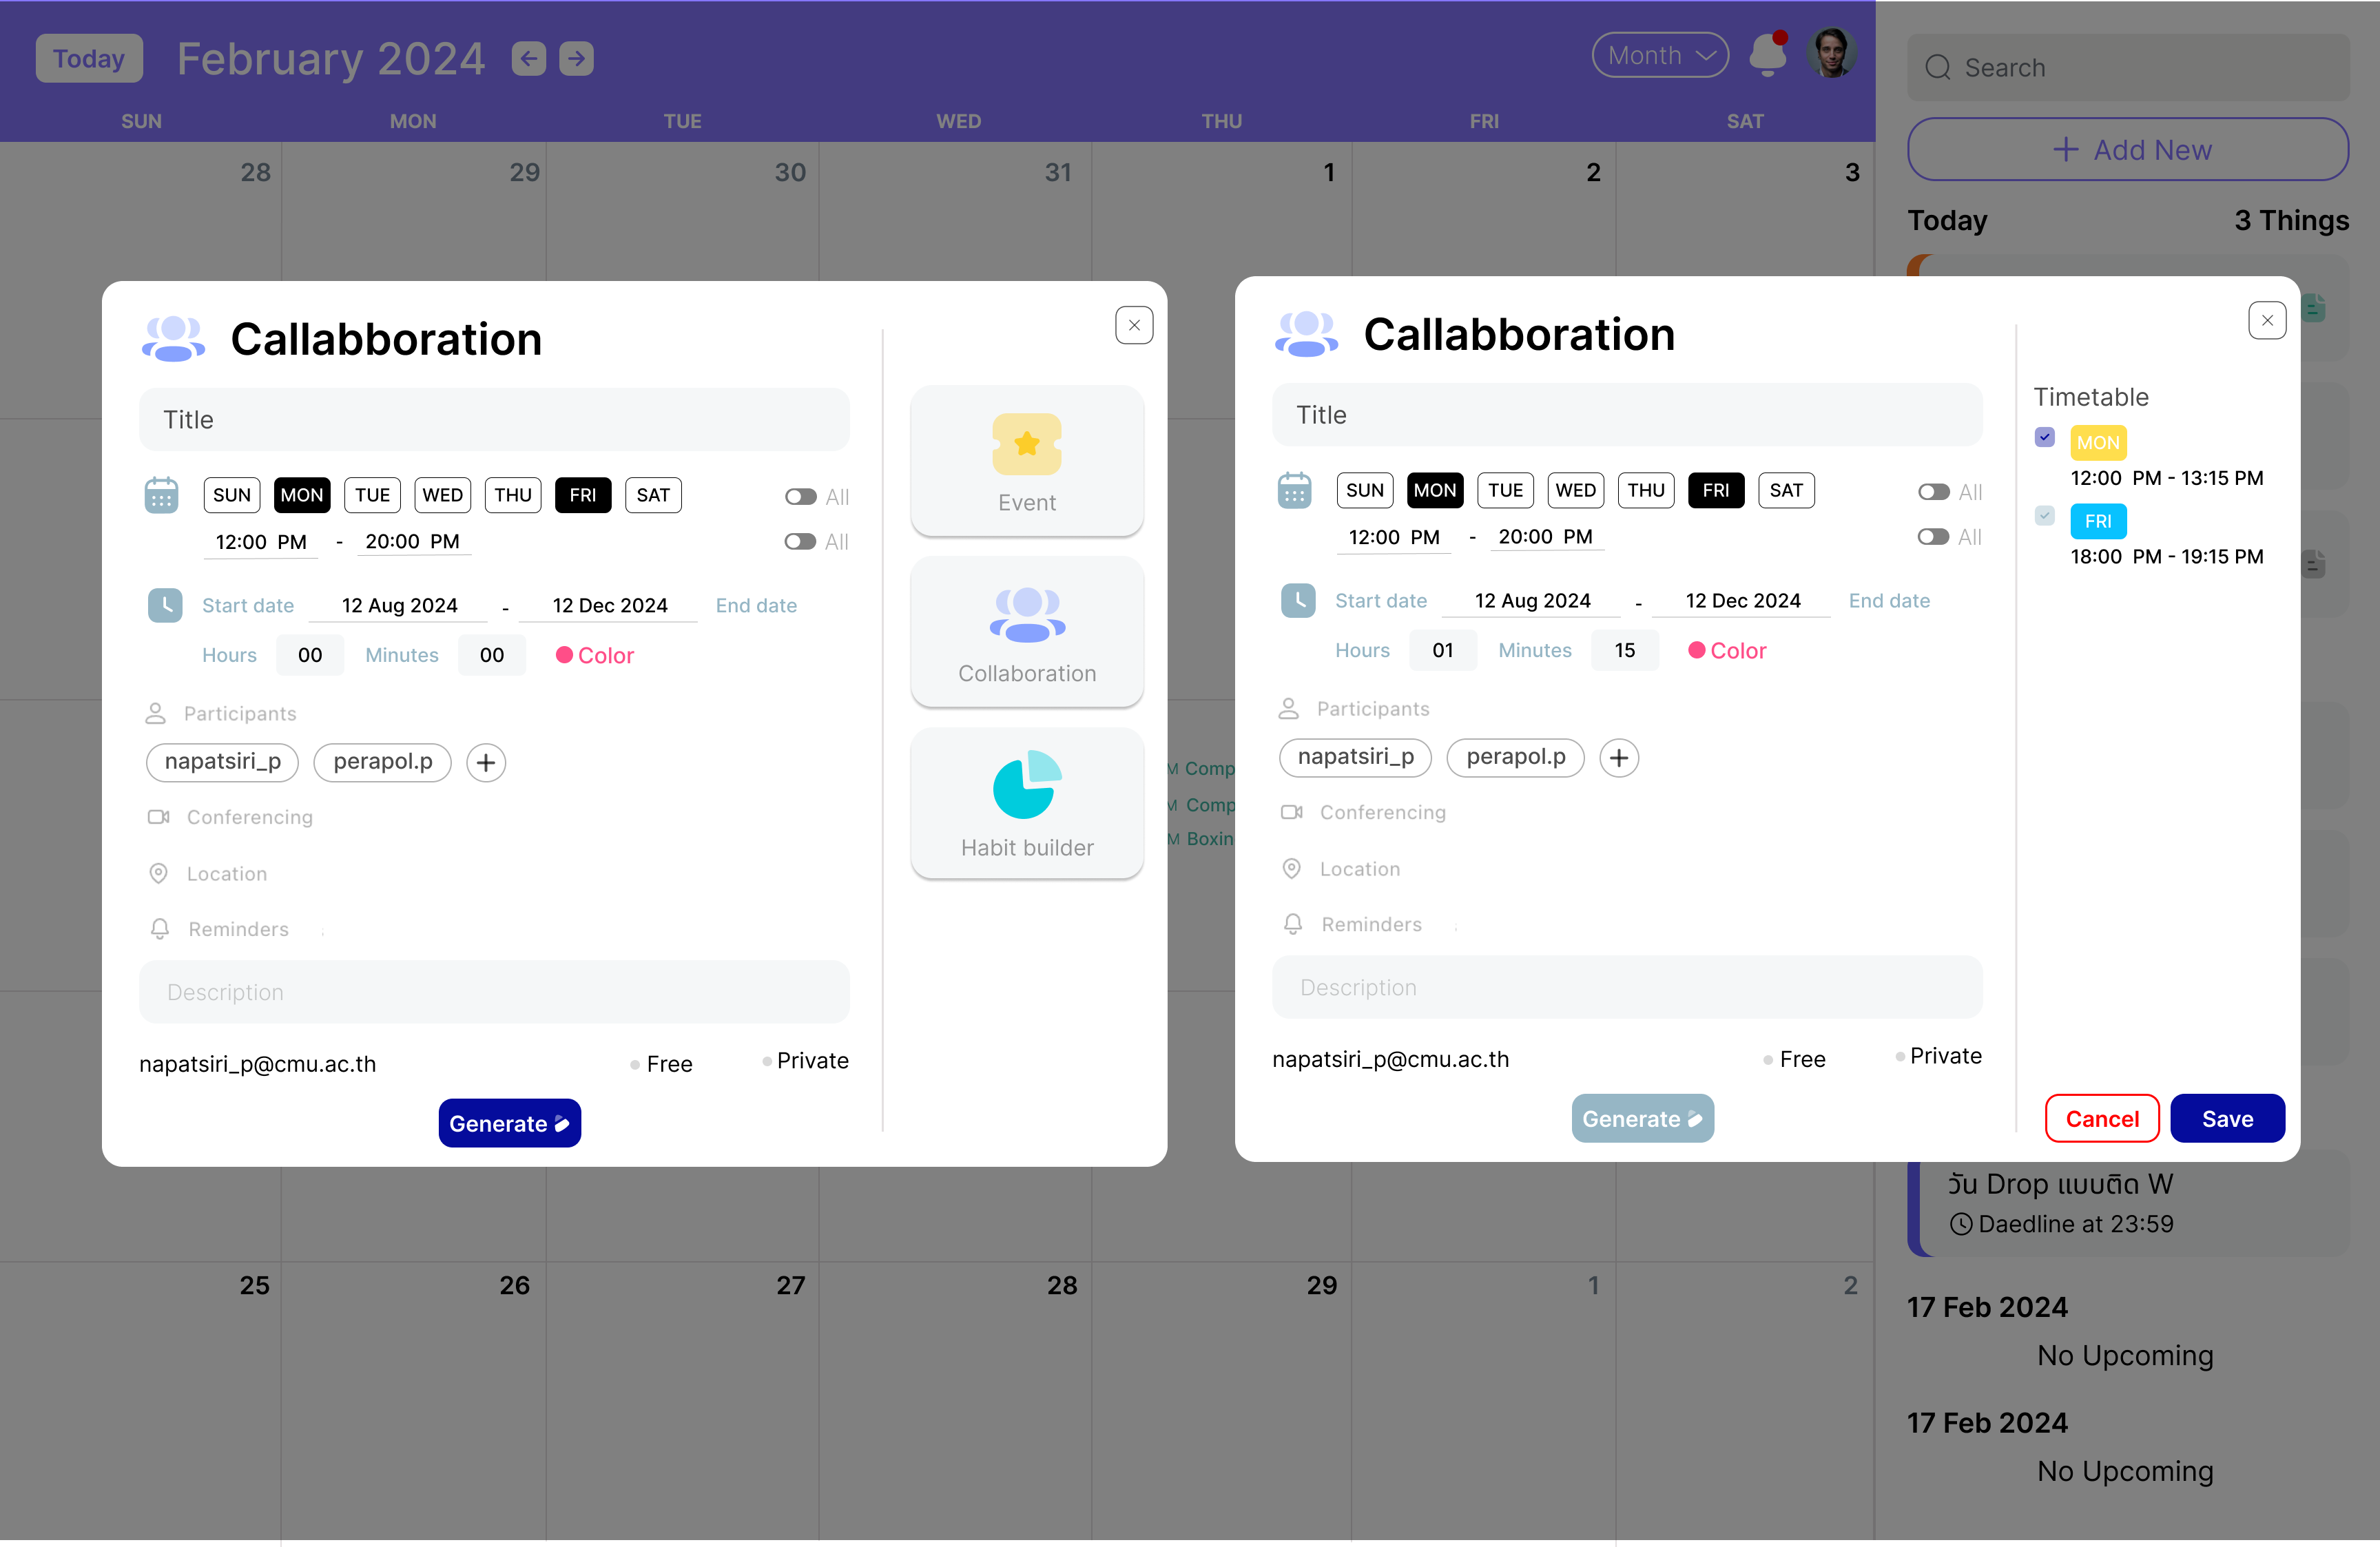 Today
February 2024
Month
Search
SUN MON TUE WED THU FRI SAT
Add New
28 29 30 31 1 2 3
Today 3 Things
Callabboration
Title
SUN MON TUE WED THU FRI SAT
All
12:00 PM - 20:00 PM
All
Start date 12 Aug 2024 - 12 Dec 2024 End date
Hours 00 Minutes 00 Color
Participants
napatsiri_p perapol.p
Conferencing
Location
Reminders
Description
napatsiri_p@cmu.ac.th Free Private
Generate
Event
Collaboration
Habit builder
M Comp
M Comp
M Boxin
Callabboration
Title
SUN MON TUE WED THU FRI SAT
All
12:00 PM - 20:00 PM
All
Start date 12 Aug 2024 - 12 Dec 2024 End date
Hours 01 Minutes 15 Color
Participants
napatsiri_p perapol.p
Conferencing
Location
Reminders
Description
napatsiri_p@cmu.ac.th Free Private
Generate
Timetable
MON
12:00 PM - 13:15 PM
FRI
18:00 PM - 19:15 PM
Cancel Save
วัน Drop แบบติด W
Daedline at 23:59
25 26 27 28 29 1 2
17 Feb 2024
No Upcoming
17 Feb 2024
No Upcoming